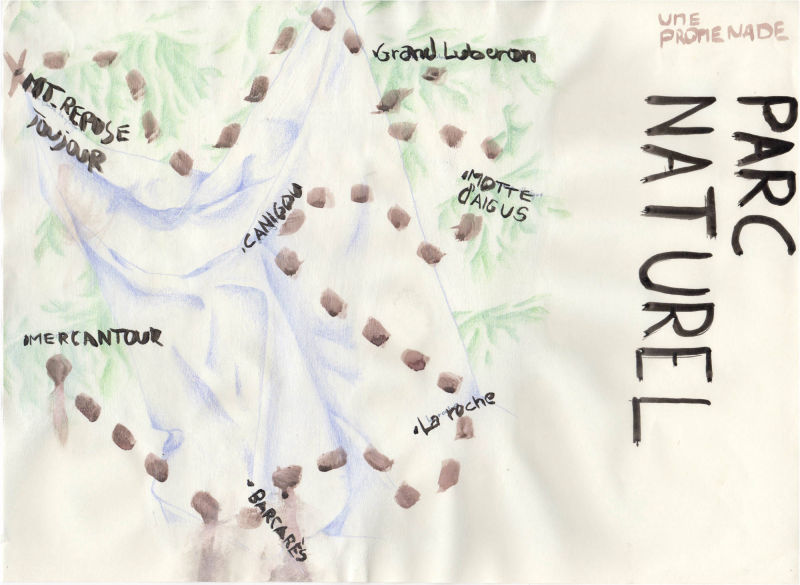 UNE
PROMENADE
PARC
NATUREL
Grand Luberon
MT. REPOSE
TOUJOUR
MOTTE
d'AIGUS
CANIGOU
MERCANTOUR
La roche
BARCARÈS